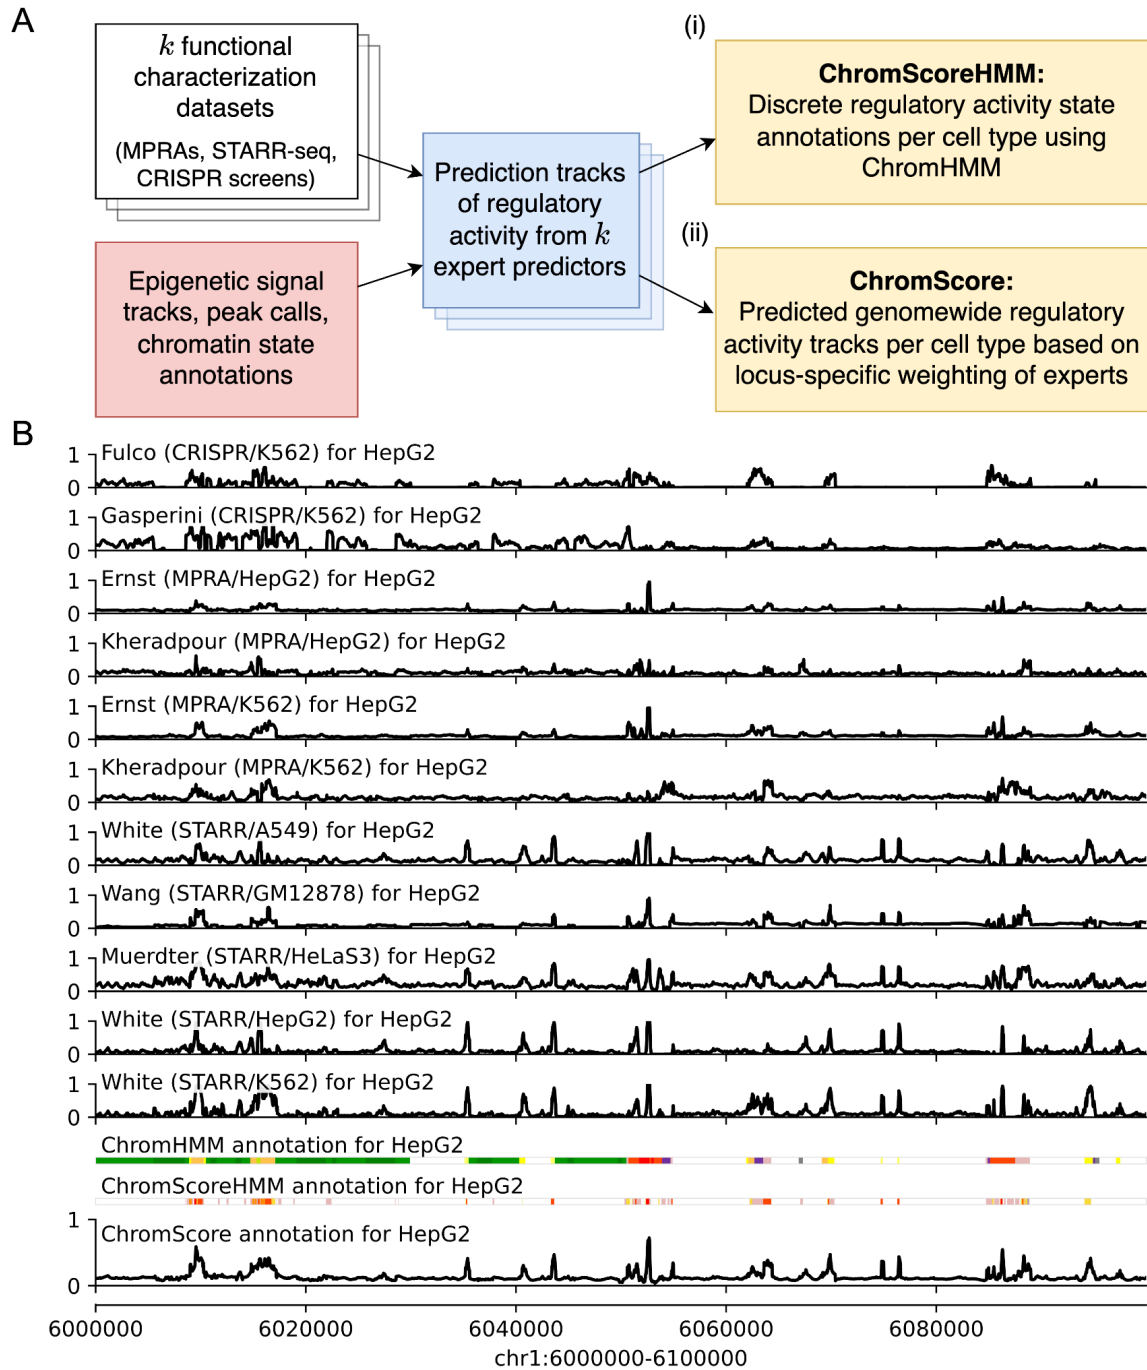 A
k functional
characterization
datasets
(MPRAs, STARR-seq,
CRISPR screens)
Epigenetic signal
tracks, peak calls,
chromatin state
annotations
Prediction tracks
of regulatory
activity from k
expert predictors
(i)
ChromScoreHMM:
Discrete regulatory activity state
annotations per cell type using
ChromHMM
(ii)
ChromScore:
Predicted genomewide regulatory
activity tracks per cell type based on
locus-specific weighting of experts
B
Fulco (CRISPR/K562) for HepG2
1
0
Gasperini (CRISPR/K562) for HepG2
1
0
Ernst (MPRA/HepG2) for HepG2
1
0
Kheradpour (MPRA/HepG2) for HepG2
1
0
Ernst (MPRA/K562) for HepG2
1
0
Kheradpour (MPRA/K562) for HepG2
1
0
White (STARR/A549) for HepG2
1
0
Wang (STARR/GM12878) for HepG2
1
0
Muerdter (STARR/HeLaS3) for HepG2
1
0
White (STARR/HepG2) for HepG2
1
0
White (STARR/K562) for HepG2
1
0
ChromHMM annotation for HepG2
ChromScoreHMM annotation for HepG2
1
ChromScore annotation for HepG2
0
6000000 6020000 6040000 6060000 6080000
chr1:6000000-6100000